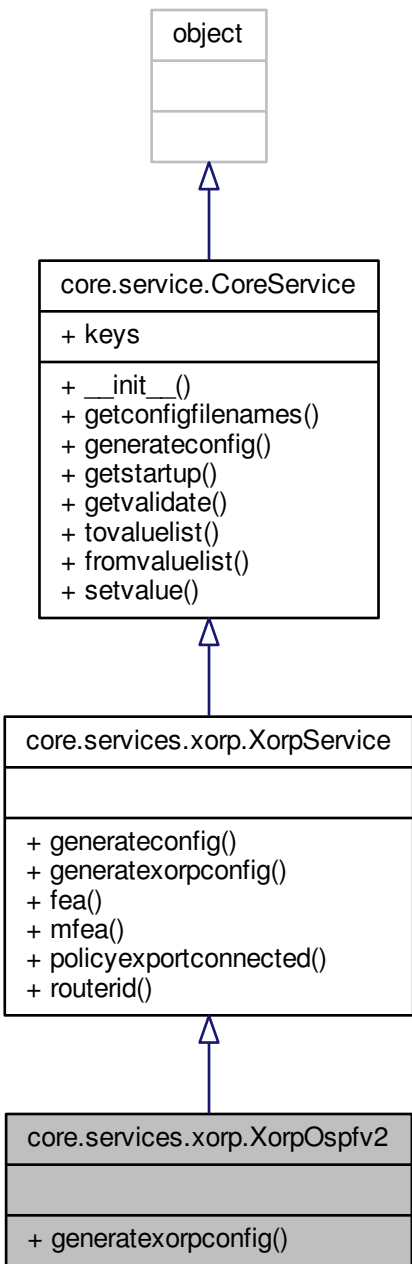 object
core.service.CoreService
+ keys
+ __init__()
+ getconfigfilenames()
+ generateconfig()
+ getstartup()
+ getvalidate()
+ tovaluelist()
+ fromvaluelist()
+ setvalue()
core.services.xorp.XorpService
+ generateconfig()
+ generatexorpconfig()
+ fea()
+ mfea()
+ policyexportconnected()
+ routerid()
core.services.xorp.XorpOspfv2
+ generatexorpconfig()